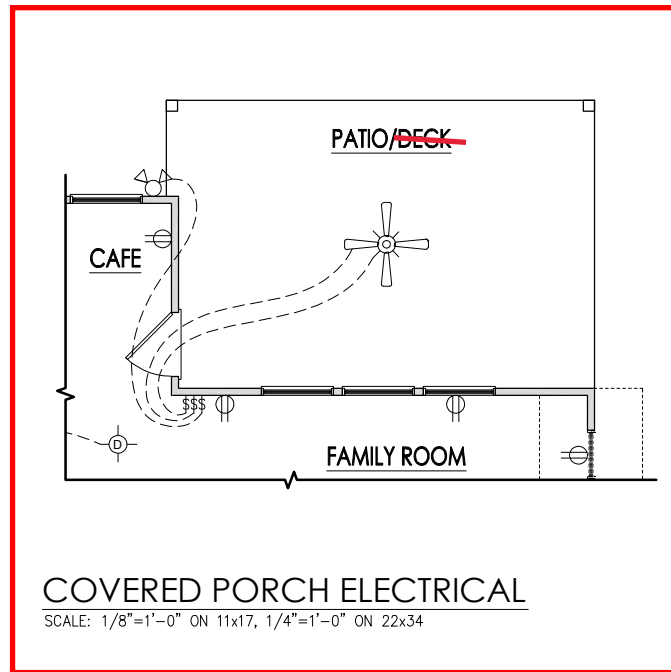 PATIO/DECK
CAFE
$$$
D
FAMILY ROOM
COVERED PORCH ELECTRICAL
SCALE: 1/8"=1'-0" ON 11x17, 1/4"=1'-0" ON 22x34